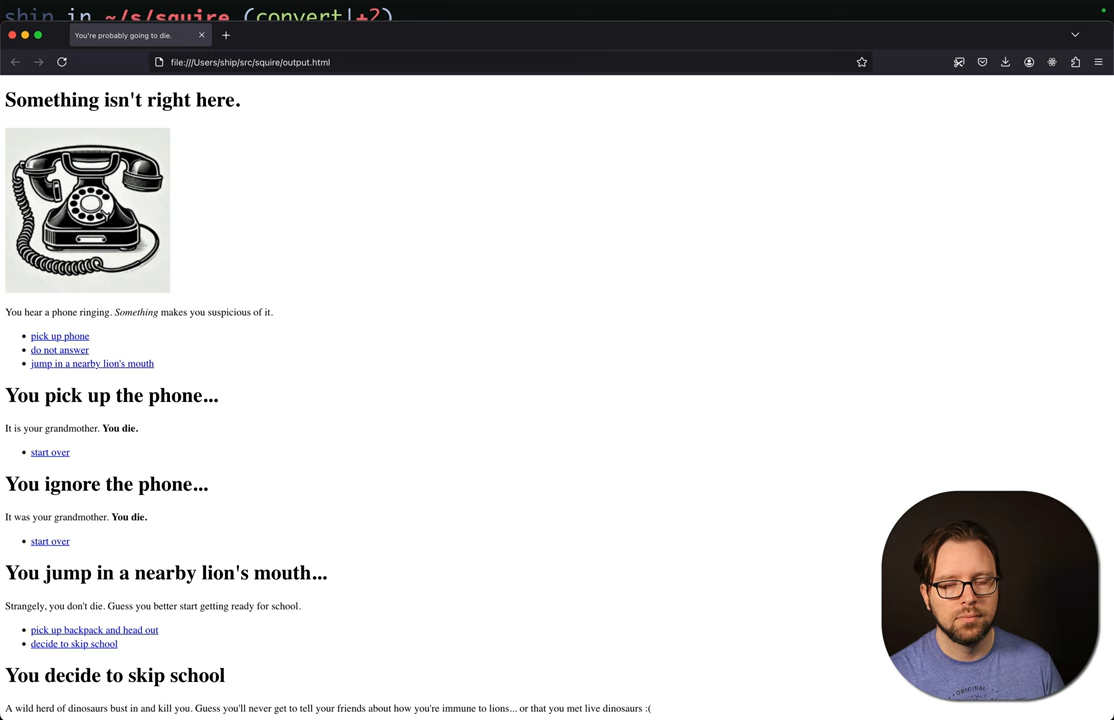 shin in ~/s/squire (convert|+2)
You're probably going to die.
file:///Users/ship/src/squire/output.html
Something isn't right here.
You hear a phone ringing. Something makes you suspicious of it.
• pick up phone
• do not answer
• jump in a nearby lion's mouth
You pick up the phone...
It is your grandmother. You die.
• start over
You ignore the phone...
It was your grandmother. You die.
• start over
You jump in a nearby lion's mouth...
Strangely, you don't die. Guess you better start getting ready for school.
• pick up backpack and head out
• decide to skip school
You decide to skip school
A wild herd of dinosaurs bust in and kill you. Guess you'll never get to tell your friends about how you're immune to lions... or that you met live dinosaurs :(
ORIGINAL